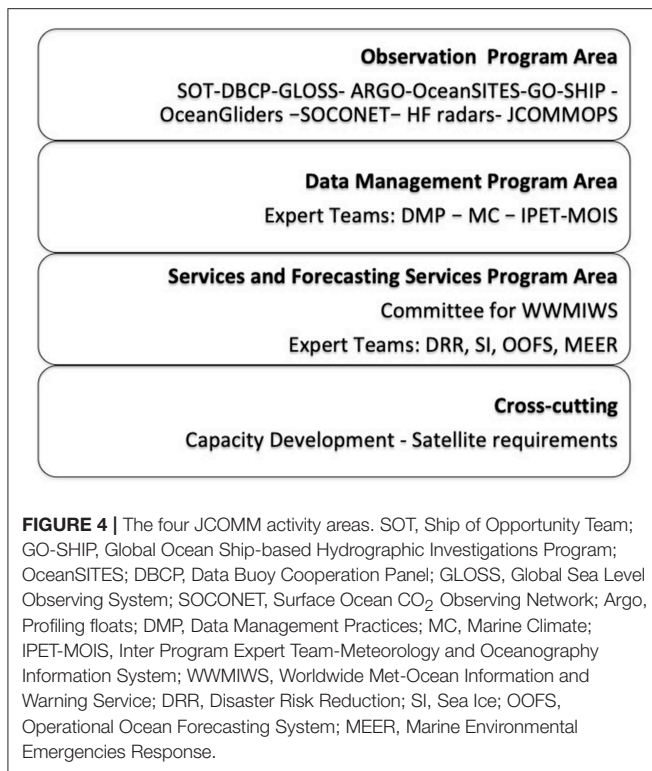 Observation Program Area
SOT-DBCP-GLOSS- ARGO-OceanSITES-GO-SHIP -
OceanGliders –SOCONET– HF radars- JCOMMOPS
Data Management Program Area
Expert Teams: DMP – MC – IPET-MOIS
Services and Forecasting Services Program Area
Committee for WWMIWS
Expert Teams: DRR, SI, OOFS, MEER
Cross-cutting
Capacity Development - Satellite requirements
FIGURE 4 | The four JCOMM activity areas. SOT, Ship of Opportunity Team;
GO-SHIP, Global Ocean Ship-based Hydrographic Investigations Program;
OceanSITES; DBCP, Data Buoy Cooperation Panel; GLOSS, Global Sea Level
Observing System; SOCONET, Surface Ocean CO₂ Observing Network; Argo,
Profiling floats; DMP, Data Management Practices; MC, Marine Climate;
IPET-MOIS, Inter Program Expert Team-Meteorology and Oceanography
Information System; WWMIWS, Worldwide Met-Ocean Information and
Warning Service; DRR, Disaster Risk Reduction; SI, Sea Ice; OOFS,
Operational Ocean Forecasting System; MEER, Marine Environmental
Emergencies Response.